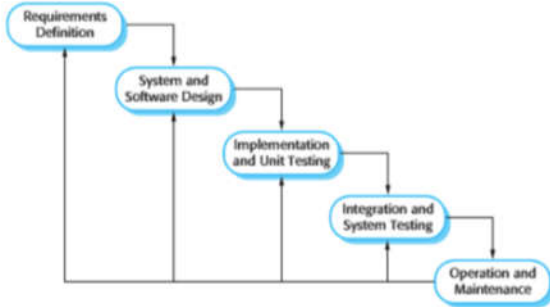 Requirements
Definition
System and
Software Design
Implementation
and Unit Testing
Integration and
System Testing
Operation and
Maintenance